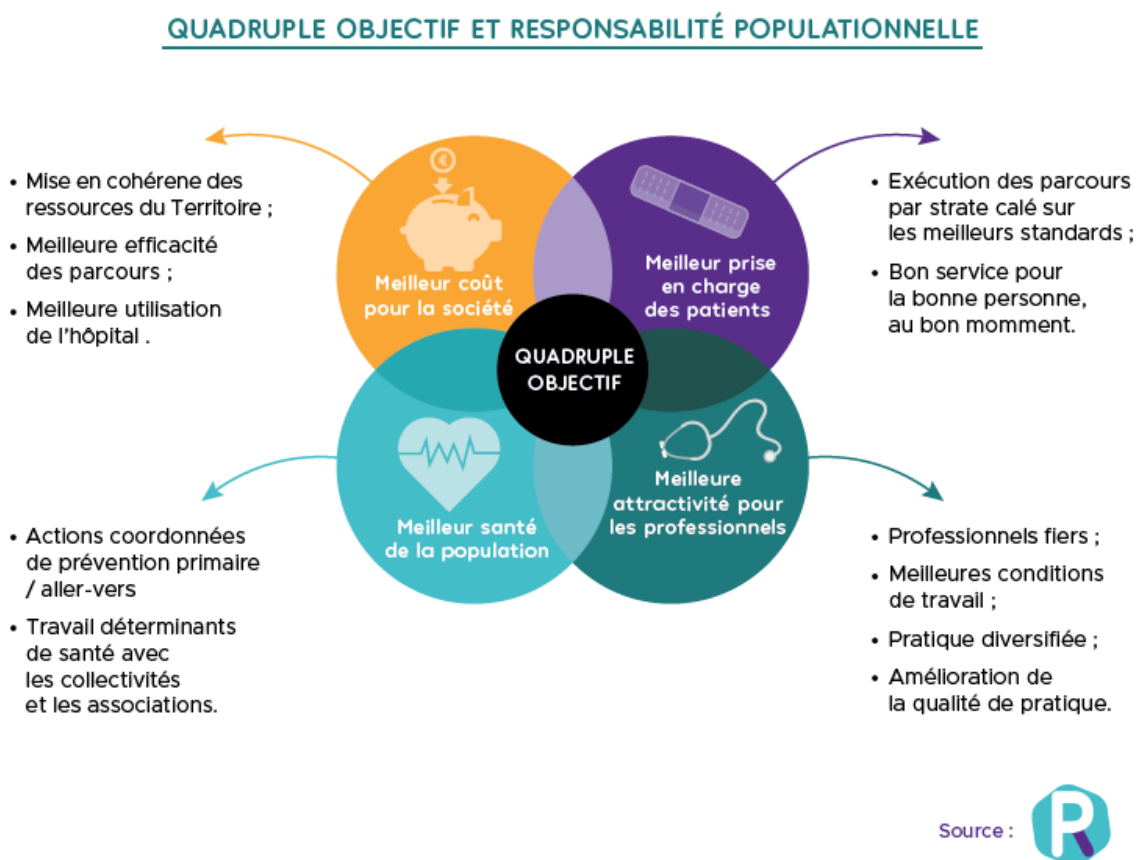 QUADRUPLE OBJECTIF ET RESPONSABILITÉ POPULATIONNELLE
• Mise en cohérene des
ressources du Territoire ;
• Meilleure efficacité
des parcours ;
• Meilleure utilisation
de l'hôpital .
Meilleur coût
pour la société
Meilleur prise
en charge
des patients
• Exécution des parcours
par strate calé sur
les meilleurs standards ;
• Bon service pour
la bonne personne,
au bon momment.
QUADRUPLE
OBJECTIF
• Actions coordonnées
de prévention primaire
/ aller-vers
• Travail déterminants
de santé avec
les collectivités
et les associations.
Meilleur santé
de la population
Meilleure
attractivité pour
les professionnels
• Professionnels fiers ;
• Meilleures conditions
de travail ;
• Pratique diversifiée ;
• Amélioration de
la qualité de pratique.
Source :
R